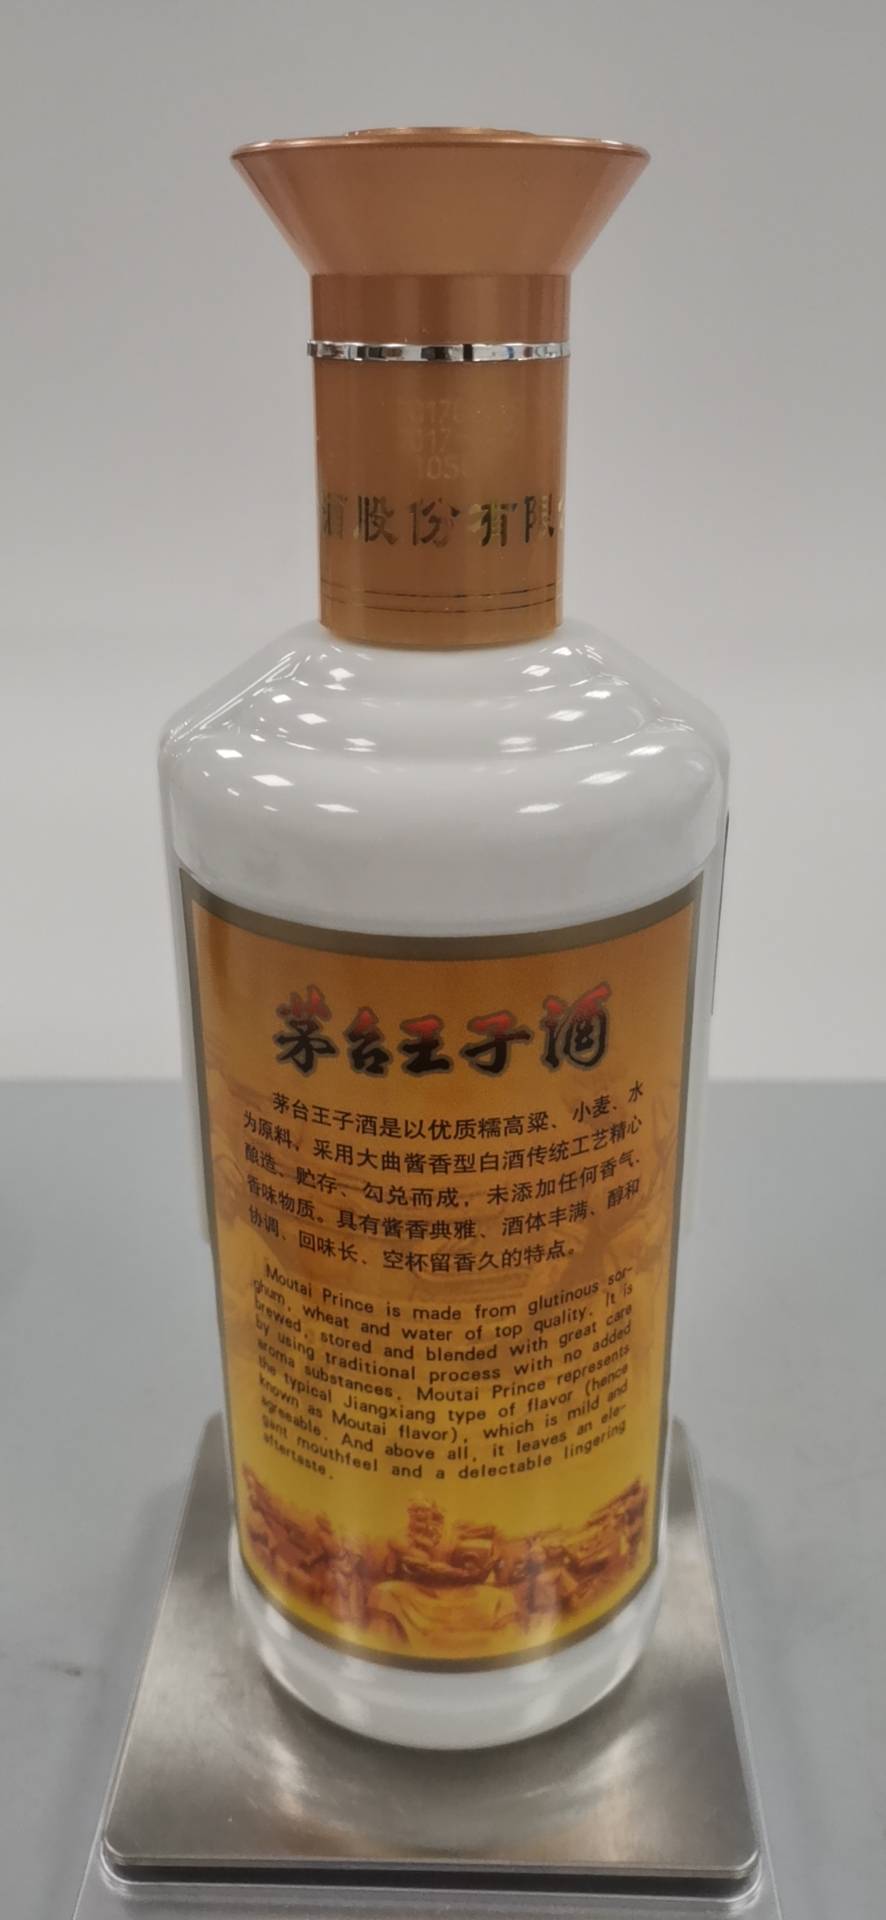 股份有限
茅台王子酒
茅台王子酒是以优质糯高粱、小麦、水
为原料，采用大曲酱香型白酒传统工艺精心
酿造、贮存、勾兑而成，未添加任何香气、
香味物质。具有酱香典雅、酒体丰满、醇和
协调、回味长、空杯留香久的特点。
Moutai Prince is made from glutinous sor-
ghum, wheat and water of top quality. It is
brewed, stored and blended with great care
by using traditional process with no added
aroma substances. Moutai Prince represents
the typical Jiangxiang type of flavor (hence
known as Moutai flavor), which is mild and
agreeable. And above all, it leaves an ele-
gant mouthfeel and a delectable lingering
aftertaste.